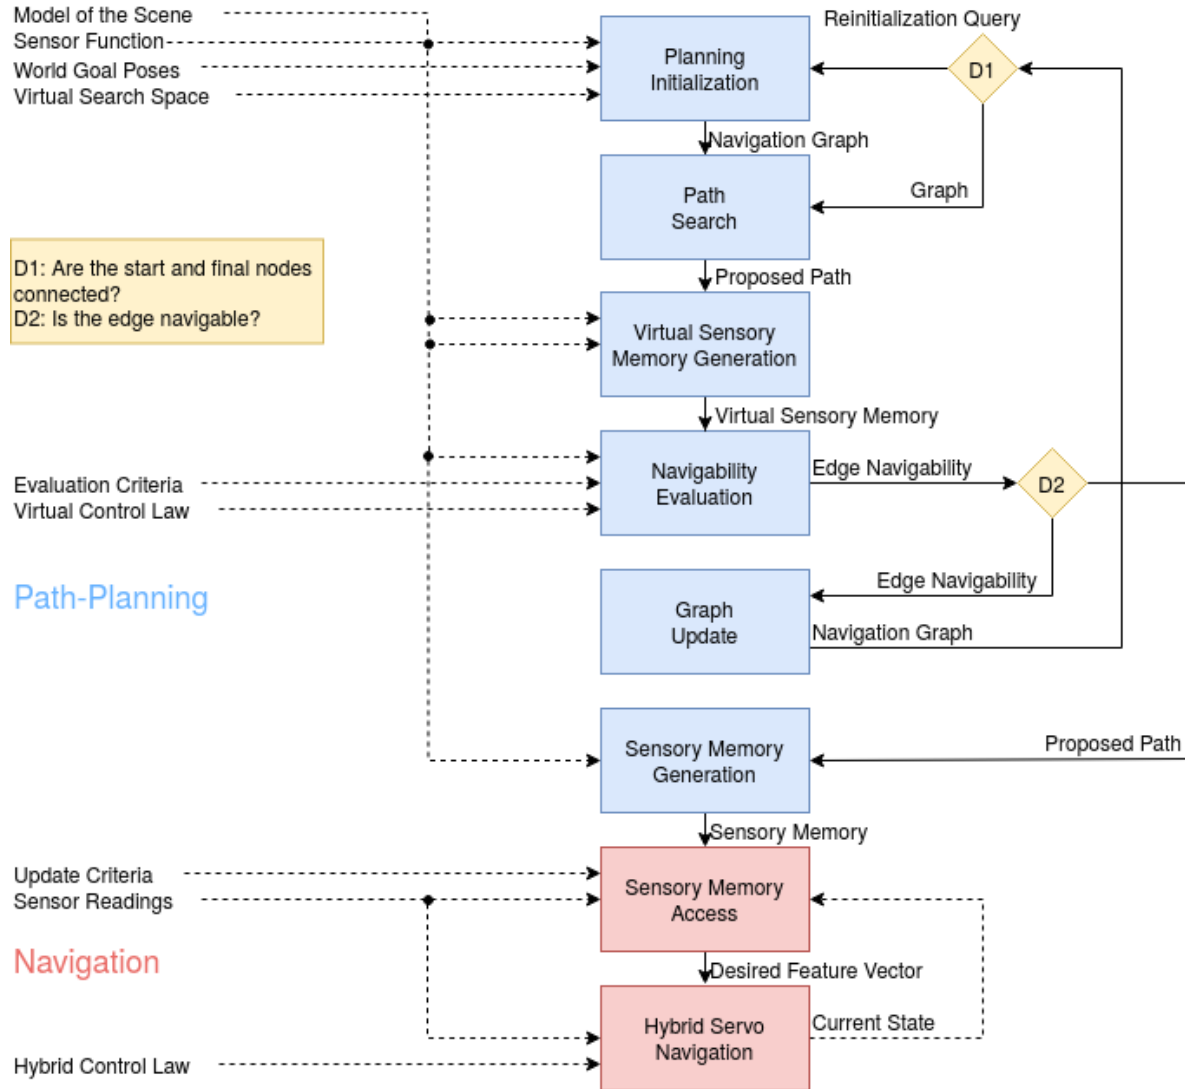 Model of the Scene
Sensor Function
World Goal Poses
Virtual Search Space
Reinitialization Query
Planning
Initialization
D1
Navigation Graph
Path
Search
Graph
D1: Are the start and final nodes
connected?
D2: Is the edge navigable?
Proposed Path
Virtual Sensory
Memory Generation
Virtual Sensory Memory
Evaluation Criteria
Virtual Control Law
Navigability
Evaluation
Edge Navigability
D2
Path-Planning
Edge Navigability
Graph
Update
Navigation Graph
Sensory Memory
Generation
Proposed Path
Sensory Memory
Update Criteria
Sensor Readings
Sensory Memory
Access
Navigation
Desired Feature Vector
Hybrid Servo
Navigation
Current State
Hybrid Control Law